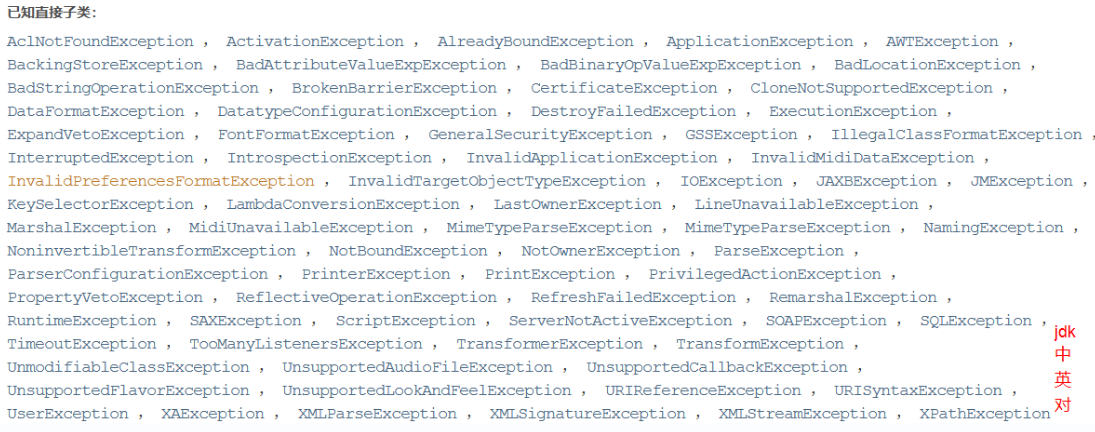 已知直接子类：
AclNotFoundException ， ActivationException ， AlreadyBoundException ， ApplicationException ， AWTException ，
BackingStoreException ， BadAttributeValueExpException ， BadBinaryOpValueExpException ， BadLocationException ，
BadStringOperationException ， BrokenBarrierException ， CertificateException ， CloneNotSupportedException ，
DataFormatException ， DatatypeConfigurationException ， DestroyFailedException ， ExecutionException ，
ExpandVetoException ， FontFormatException ， GeneralSecurityException ， GSSException ， IllegalClassFormatException ，
InterruptedException ， IntrospectionException ， InvalidApplicationException ， InvalidMidiDataException ，
InvalidPreferencesFormatException ， InvalidTargetObjectTypeException ， IOException ， JAXBException ， JMException ，
KeySelectorException ， LambdaConversionException ， LastOwnerException ， LineUnavailableException ，
MarshalException ， MidiUnavailableException ， MimeTypeParseException ， MimeTypeParseException ， NamingException ，
NoninvertibleTransformException ， NotBoundException ， NotOwnerException ， ParseException ，
ParserConfigurationException ， PrinterException ， PrintException ， PrivilegedActionException ，
PropertyVetoException ， ReflectiveOperationException ， RefreshFailedException ， RemarshalException ，
RuntimeException ， SAXException ， ScriptException ， ServerNotActiveException ， SOAPException ， SQLException ，
TimeoutException ， TooManyListenersException ， TransformerException ， TransformException ，
UnmodifiableClassException ， UnsupportedAudioFileException ， UnsupportedCallbackException ，
UnsupportedFlavorException ， UnsupportedLookAndFeelException ， URIReferenceException ， URISyntaxException ，
UserException ， XAException ， XMLParseException ， XMLSignatureException ， XMLStreamException ， XPathException
jdk
中
英
对